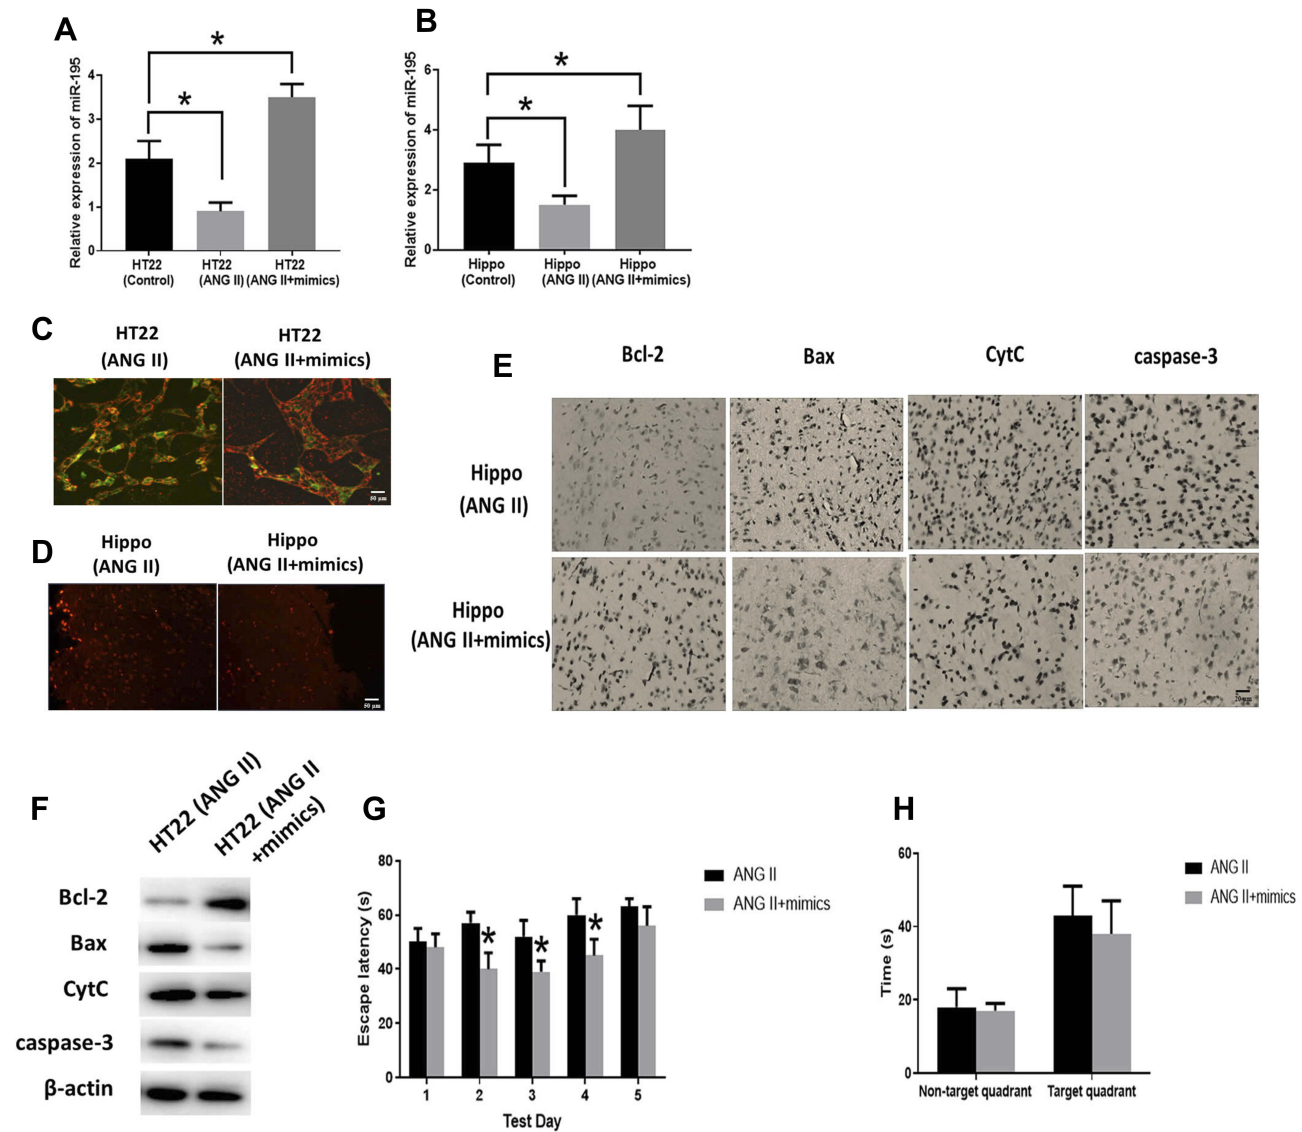 A
Relative expression of miR-195
4
3
2
1
0
*
*
HT22
(Control)
HT22
(ANG II)
HT22
(ANG II+mimics)
B
Relative expression of miR-195
6
4
2
0
*
*
Hippo
(Control)
Hippo
(ANG II)
Hippo
(ANG II+mimics)
C
HT22
(ANG II)
HT22
(ANG II+mimics)
50 μm
D
Hippo
(ANG II)
Hippo
(ANG II+mimics)
50 μm
E
Bcl-2
Bax
CytC
caspase-3
Hippo
(ANG II)
Hippo
(ANG II+mimics)
20μm
F
HT22 (ANG II)
HT22 (ANG II
+mimics)
Bcl-2
Bax
CytC
caspase-3
β-actin
G
Escape latency (s)
80
60
40
20
0
*
*
*
1
2
3
4
5
Test Day
ANG II
ANG II+mimics
H
Time (s)
60
40
20
0
Non-target quadrant
Target quadrant
ANG II
ANG II+mimics